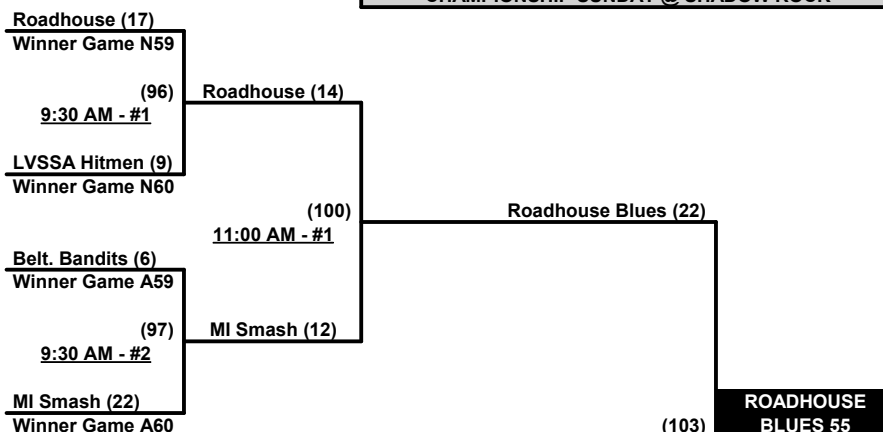 Roadhouse (17)
Winner Game N59
(96)
Roadhouse (14)
9:30 AM - #1
LVSSA Hitmen (9)
Winner Game N60
(100)
Roadhouse Blues (22)
11:00 AM - #1
Belt. Bandits (6)
Winner Game A59
(97)
MI Smash (12)
9:30 AM - #2
MI Smash (22)
Winner Game A60
(103)
ROADHOUSE
BLUES 55